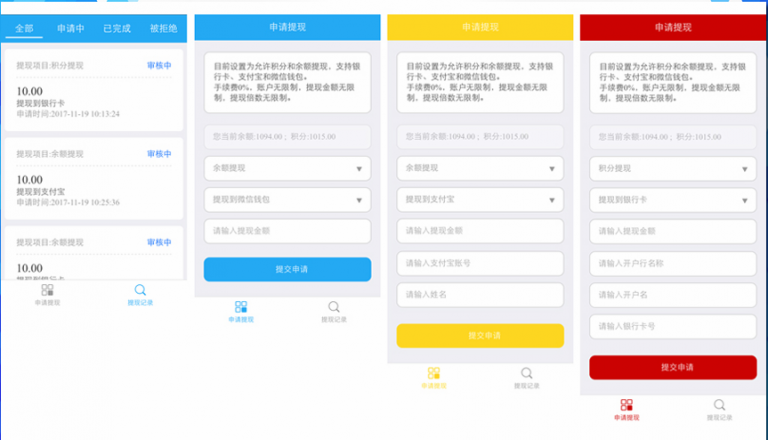 全部 申请中 已完成 被拒绝
提现项目:积分提现 审核中
10.00
提现到银行卡
申请时间:2017-11-19 10:13:24
提现项目:余额提现 审核中
10.00
提现到支付宝
申请时间:2017-11-19 10:25:36
提现项目:余额提现 审核中
10.00
提现到银行卡
申请提现 提现记录
申请提现
目前设置为允许积分和余额提现，支持银
行卡、支付宝和微信钱包。
手续费0%，账户无限制，提现金额无限
制，提现倍数无限制。
您当前余额:1094.00 ; 积分:1015.00
余额提现
提现到微信钱包
请输入提现金额
提交申请
申请提现 提现记录
申请提现
目前设置为允许积分和余额提现，支持银
行卡、支付宝和微信钱包。
手续费0%，账户无限制，提现金额无限
制，提现倍数无限制。
您当前余额:1094.00 ; 积分:1015.00
余额提现
提现到支付宝
请输入提现金额
请输入支付宝账号
请输入姓名
提交申请
申请提现 提现记录
申请提现
目前设置为允许积分和余额提现，支持银
行卡、支付宝和微信钱包。
手续费0%，账户无限制，提现金额无限
制，提现倍数无限制。
您当前余额:1094.00 ; 积分:1015.00
积分提现
提现到银行卡
请输入提现金额
请输入开户行名称
请输入开户名
请输入银行卡号
提交申请
申请提现 提现记录